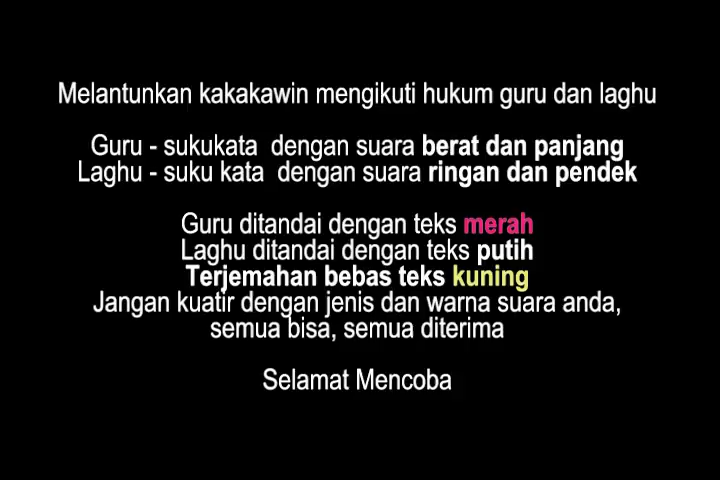 Melantunkan kakakawin mengikuti hukum guru dan laghu
Guru - sukukata dengan suara berat dan panjang
Laghu - suku kata dengan suara ringan dan pendek
Guru ditandai dengan teks merah
Laghu ditandai dengan teks putih
Terjemahan bebas teks kuning
Jangan kuatir dengan jenis dan warna suara anda,
semua bisa, semua diterima
Selamat Mencoba